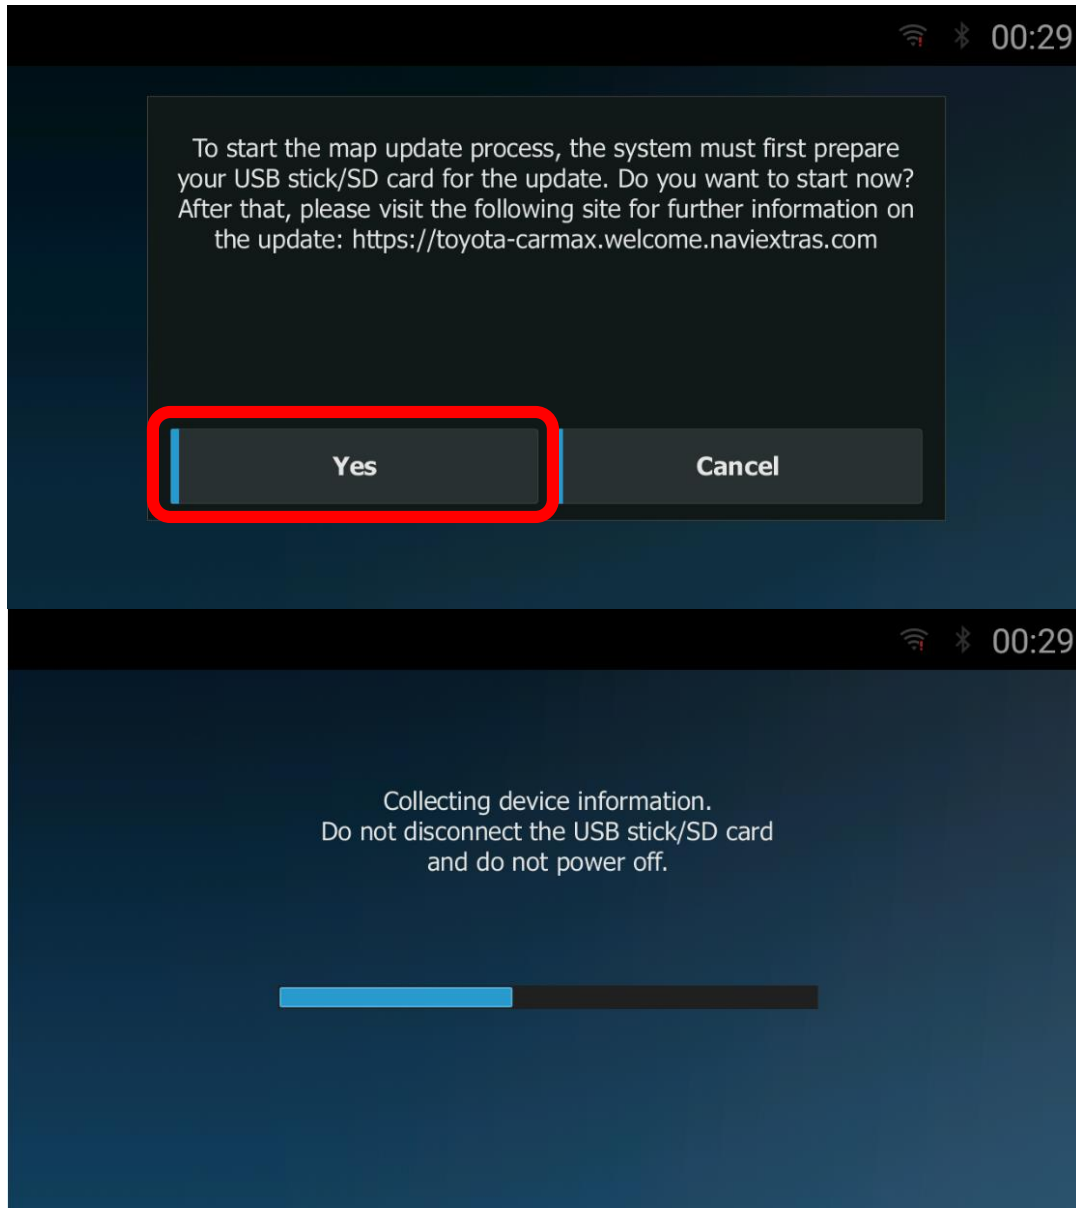 00:29
To start the map update process, the system must first prepare
your USB stick/SD card for the update. Do you want to start now?
After that, please visit the following site for further information on
the update: https://toyota-carmax.welcome.naviextras.com
Yes
Cancel
00:29
Collecting device information.
Do not disconnect the USB stick/SD card
and do not power off.